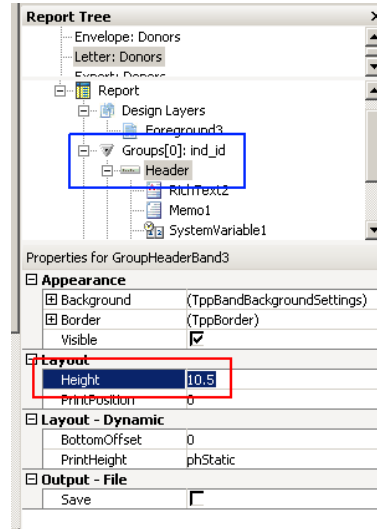 Report Tree
Envelope: Donors
Letter: Donors
Export: Donors
Report
Design Layers
Foreground3
Groups[0]: ind_id
Header
RichText2
Memo1
SystemVariable1
Properties for GroupHeaderBand3
Appearance
Background (TppBandBackgroundSettings)
Border (TppBorder)
Visible
Layout
Height 10.5
PrintPosition 0
Layout - Dynamic
BottomOffset 0
PrintHeight phStatic
Output - File
Save